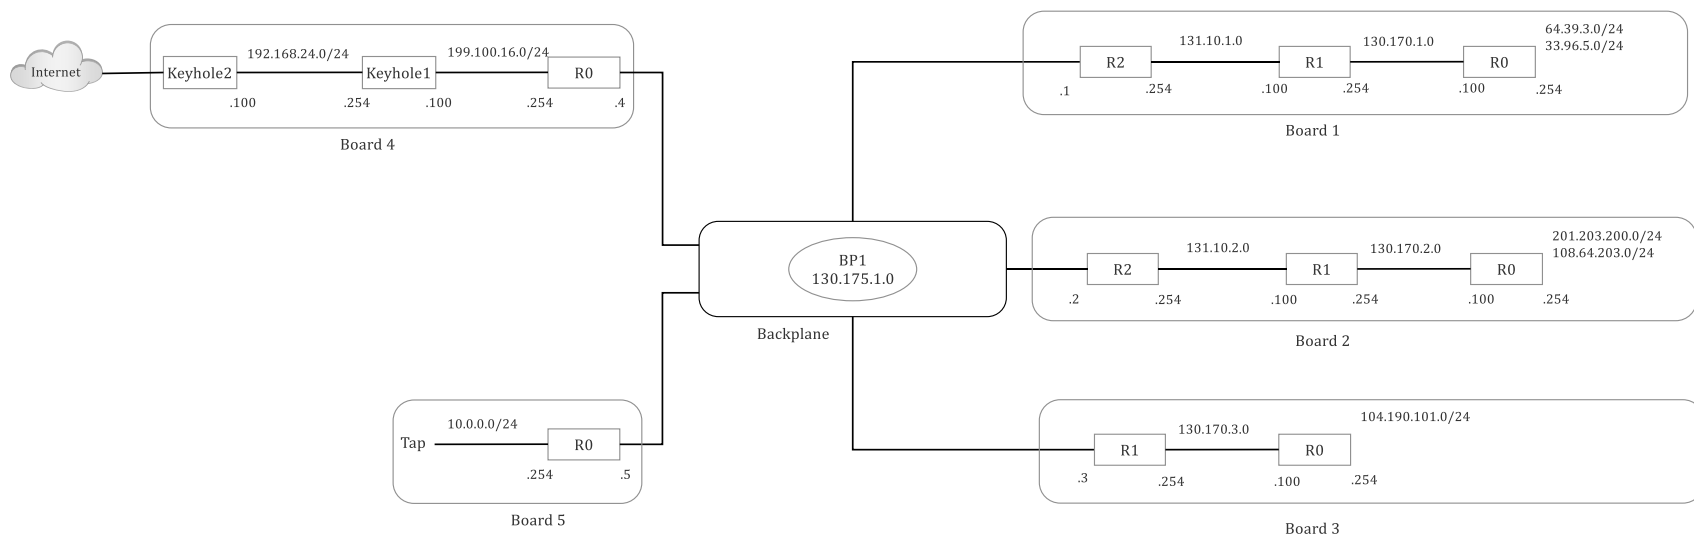 Internet
Keyhole2
192.168.24.0/24
Keyhole1
199.100.16.0/24
R0
.100
.254
.100
.254
.4
Board 4
R2
131.10.1.0
R1
130.170.1.0
R0
64.39.3.0/24
33.96.5.0/24
.1
.254
.100
.254
.100
.254
Board 1
BP1
130.175.1.0
Backplane
R2
131.10.2.0
R1
130.170.2.0
R0
201.203.200.0/24
108.64.203.0/24
.2
.254
.100
.254
.100
.254
Board 2
Tap
10.0.0.0/24
R0
.254
.5
Board 5
R1
130.170.3.0
R0
104.190.101.0/24
.3
.254
.100
.254
Board 3